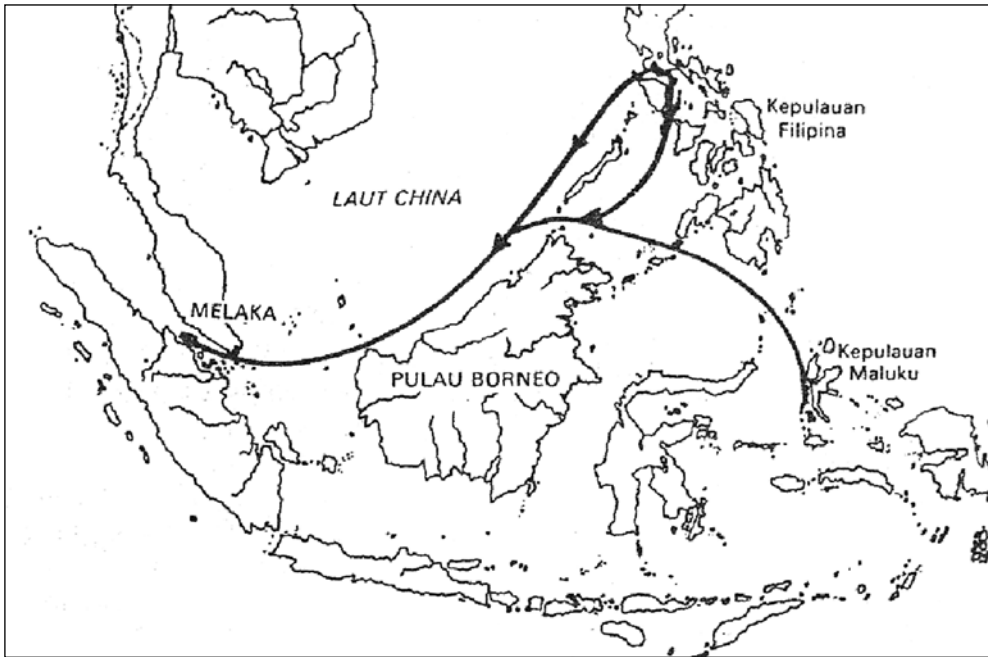 Kepulauan
Filipina
LAUT CHINA
MELAKA
Kepulauan
Maluku
PULAU BORNEO